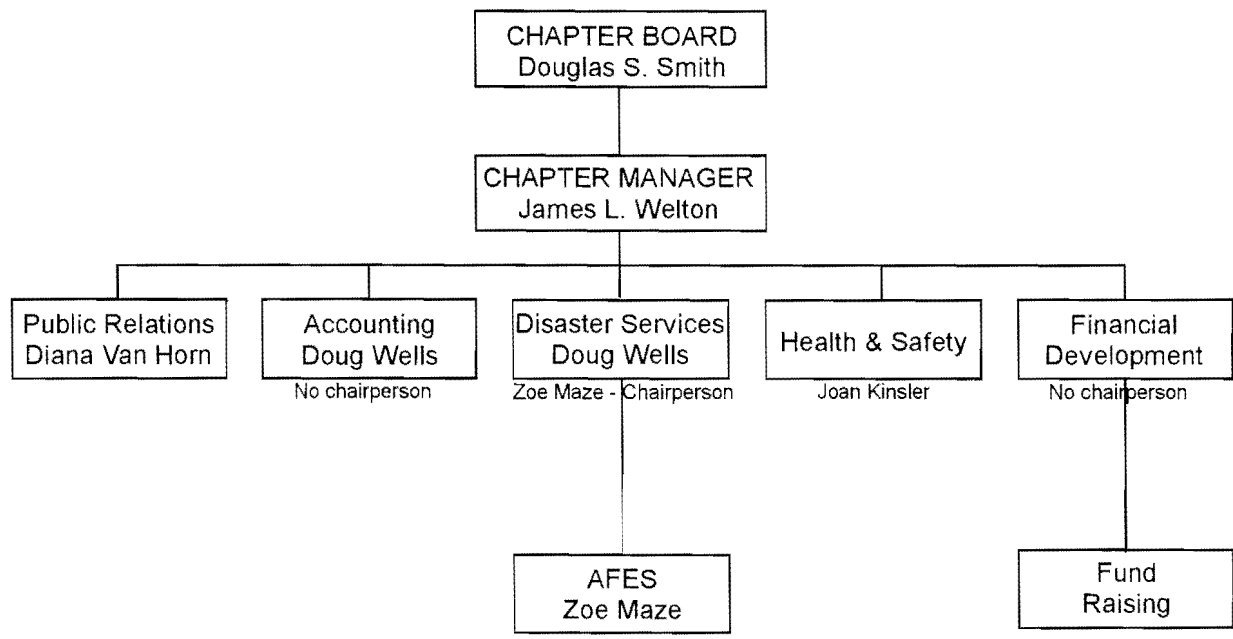 CHAPTER BOARD
Douglas S. Smith
CHAPTER MANAGER
James L. Welton
Public Relations
Diana Van Horn
Accounting
Doug Wells
No chairperson
Disaster Services
Doug Wells
Zoe Maze - Chairperson
Health & Safety
Joan Kinsler
Financial
Development
No chairperson
AFES
Zoe Maze
Fund
Raising